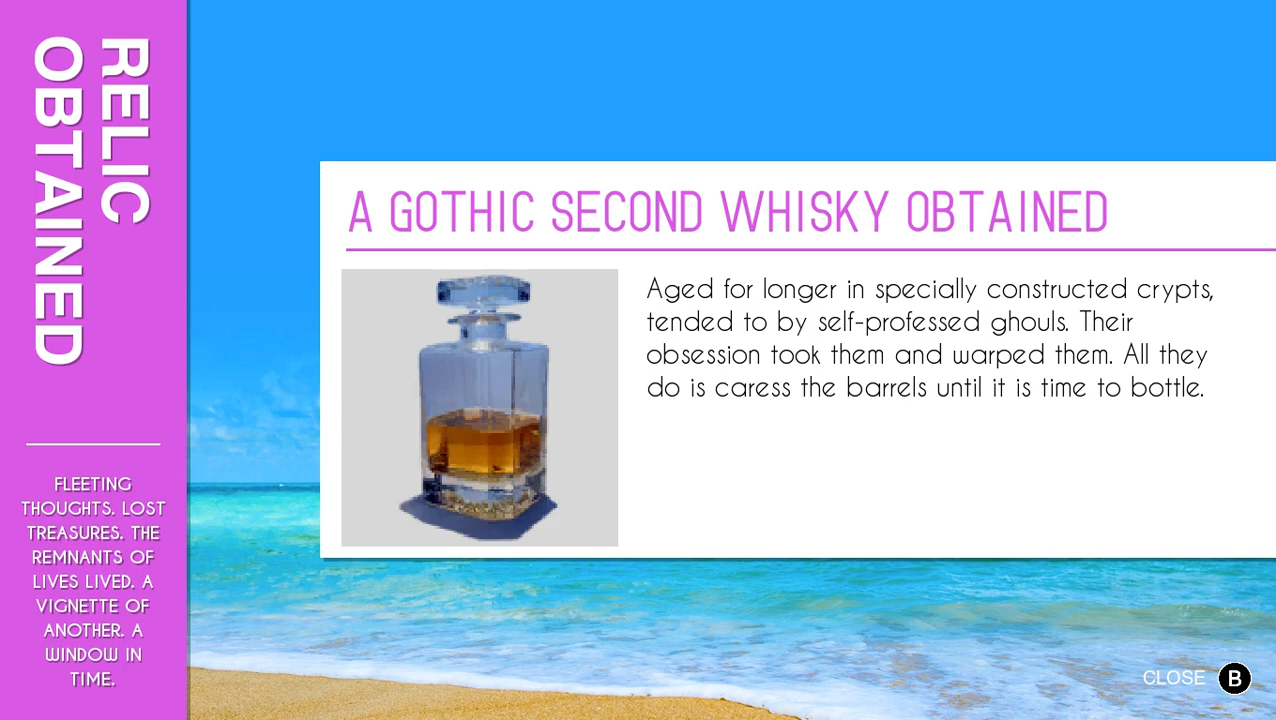 RELIC
OBTAINED
FLEETING
THOUGHTS. LOST
TREASURES. THE
REMNANTS OF
LIVES LIVED. A
VIGNETTE OF
ANOTHER. A
WINDOW IN
TIME.
A GOTHIC SECOND WHISKY OBTAINED
Aged for longer in specially constructed crypts,
tended to by self-professed ghouls. Their
obsession took them and warped them. All they
do is caress the barrels until it is time to bottle.
CLOSE B